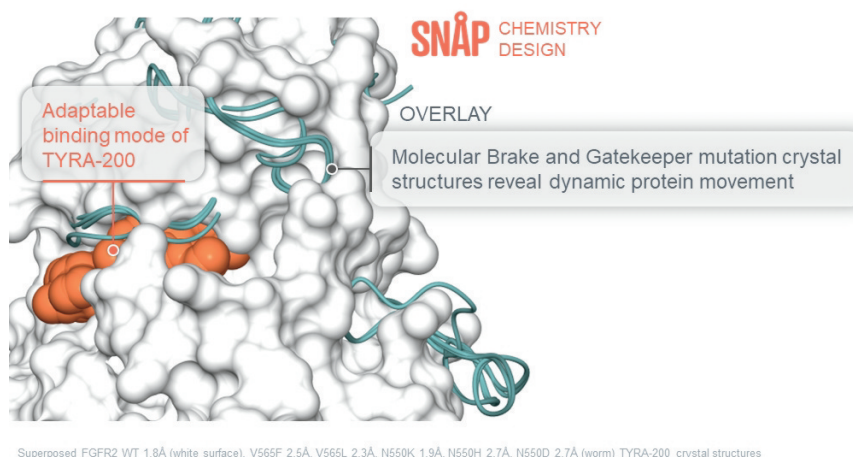 SNÅP CHEMISTRY
DESIGN
Adaptable
binding mode of
TYRA-200
OVERLAY
Molecular Brake and Gatekeeper mutation crystal
structures reveal dynamic protein movement
Superposed FGFR2 WT 1.8Å (white surface), V565F 2.5Å, V565L 2.3Å, N550K 1.9Å, N550H 2.7Å, N550D 2.7Å (worm) TYRA-200 crystal structures